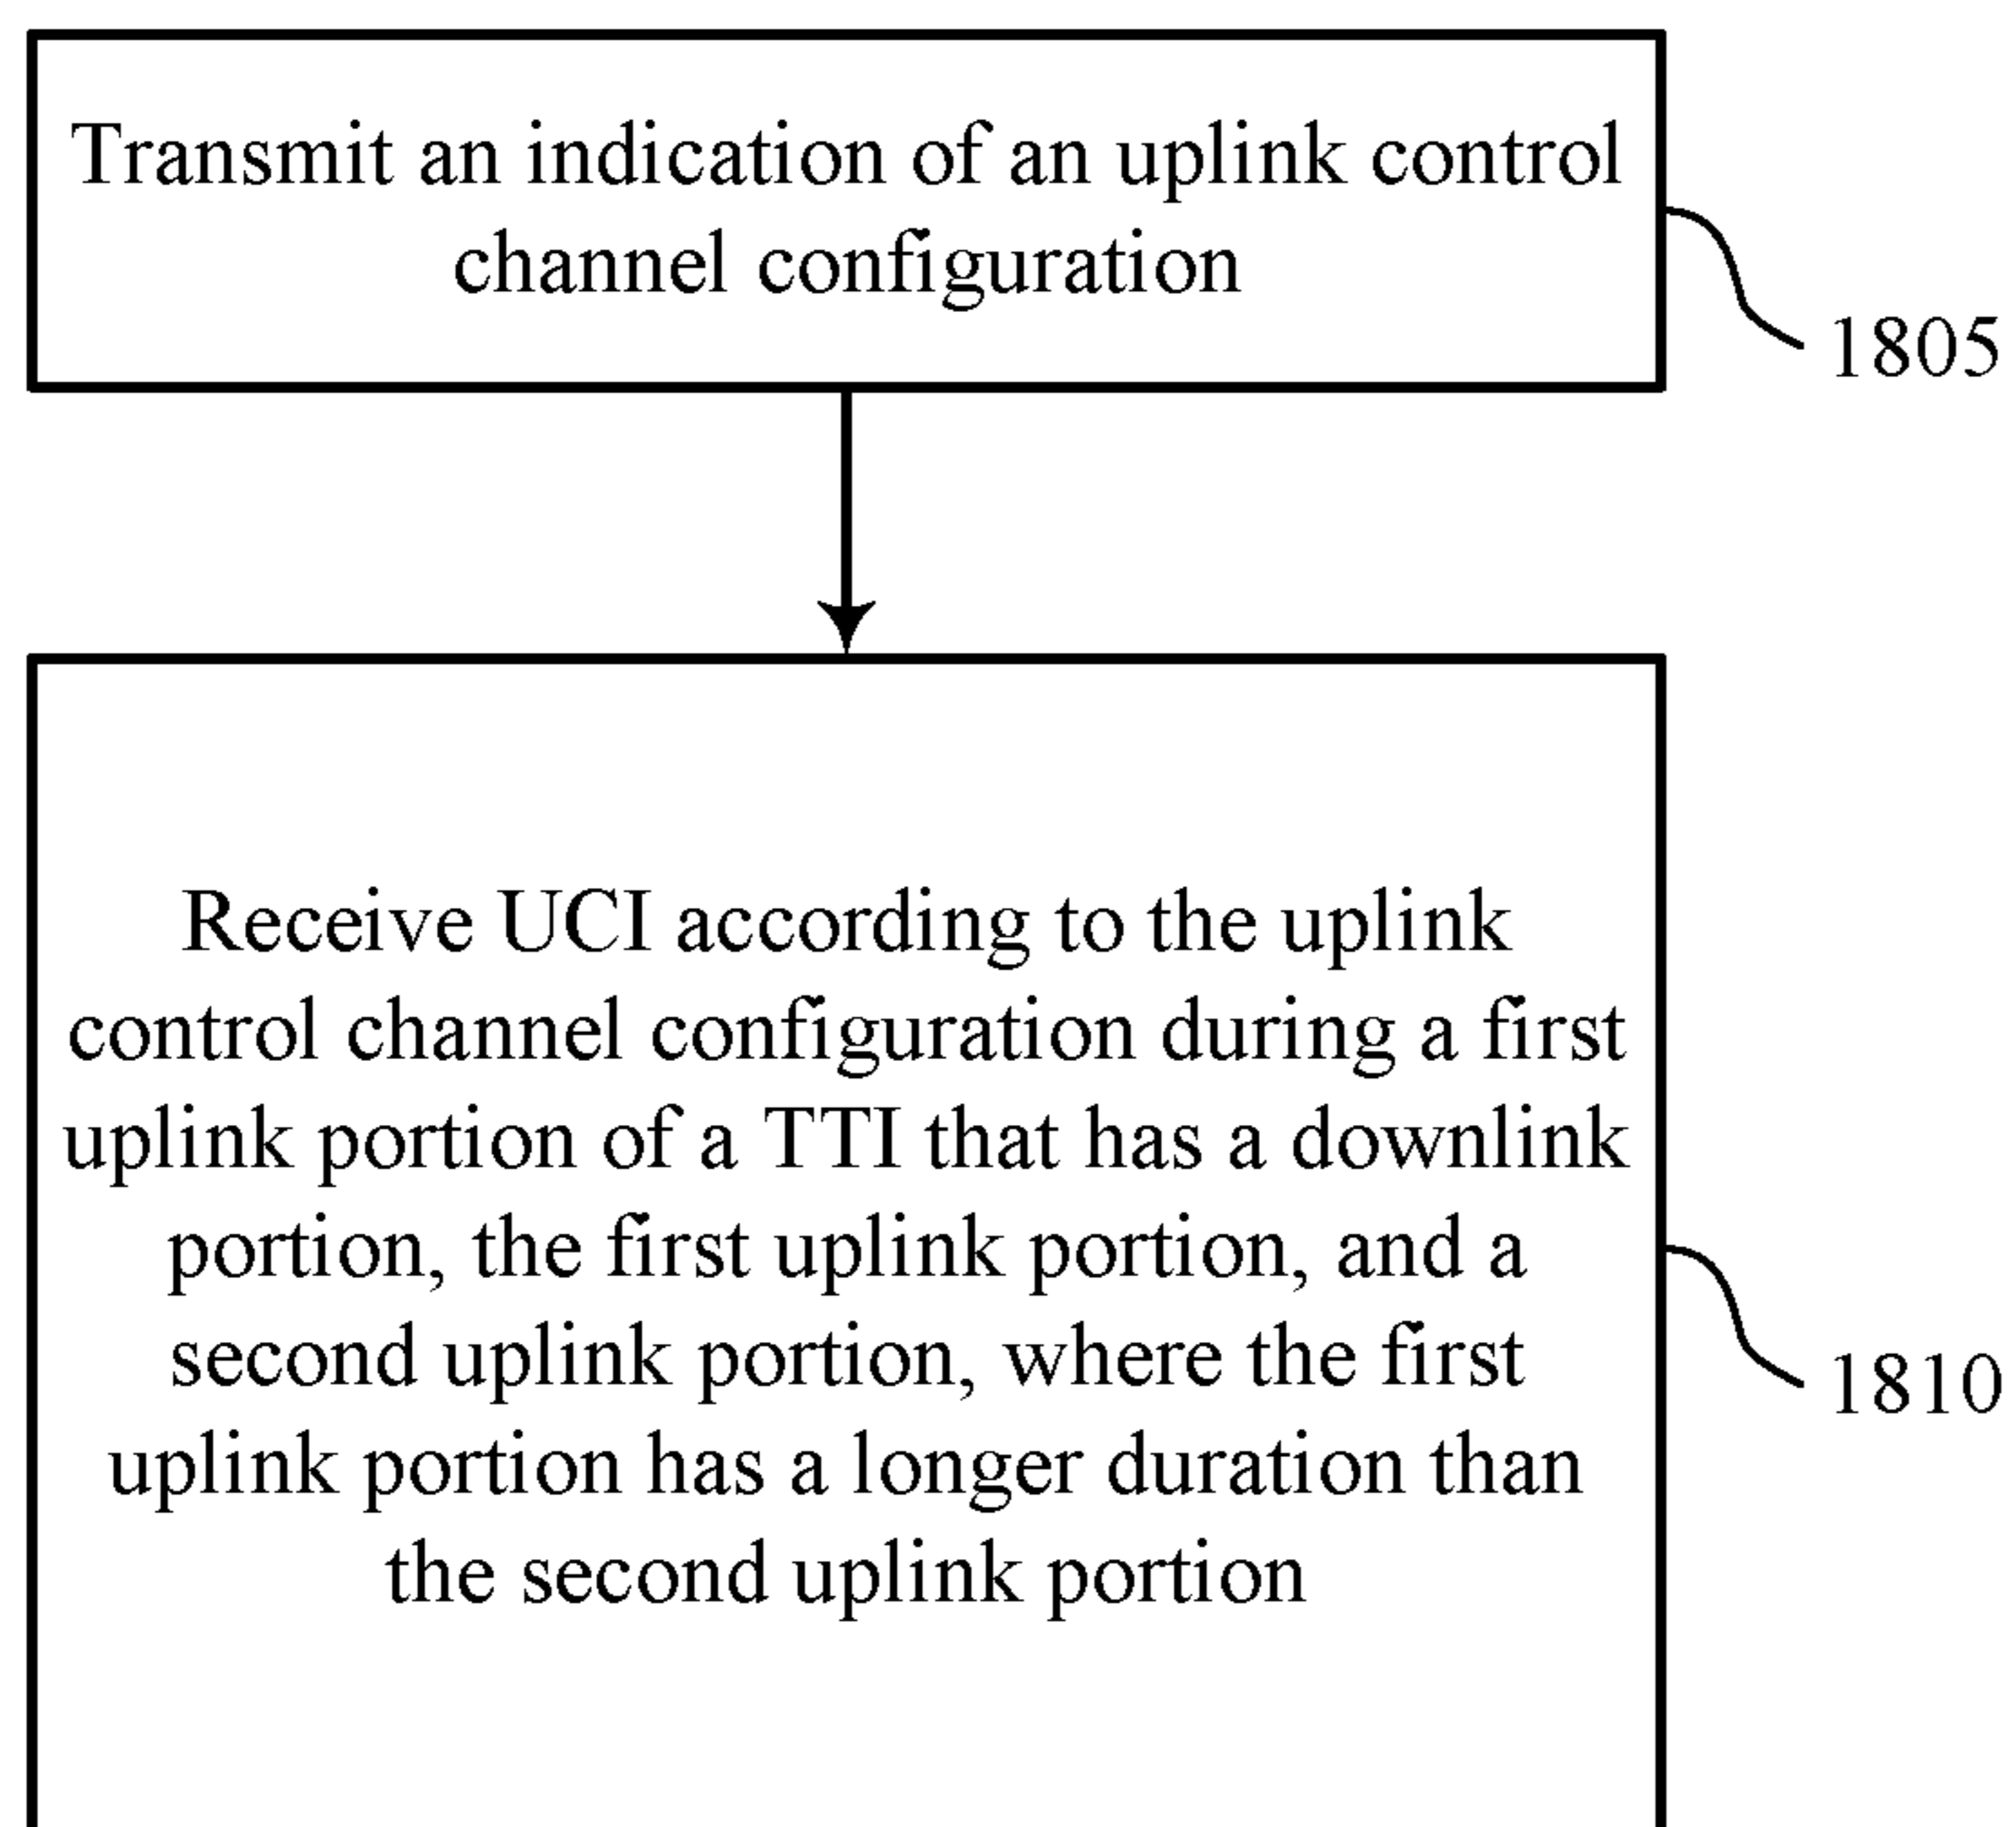 Transmit an indication of an uplink control
channel configuration
1805
Receive UCI according to the uplink
control channel configuration during a first
uplink portion of a TTI that has a downlink
portion, the first uplink portion, and a
second uplink portion, where the first
uplink portion has a longer duration than
the second uplink portion
1810